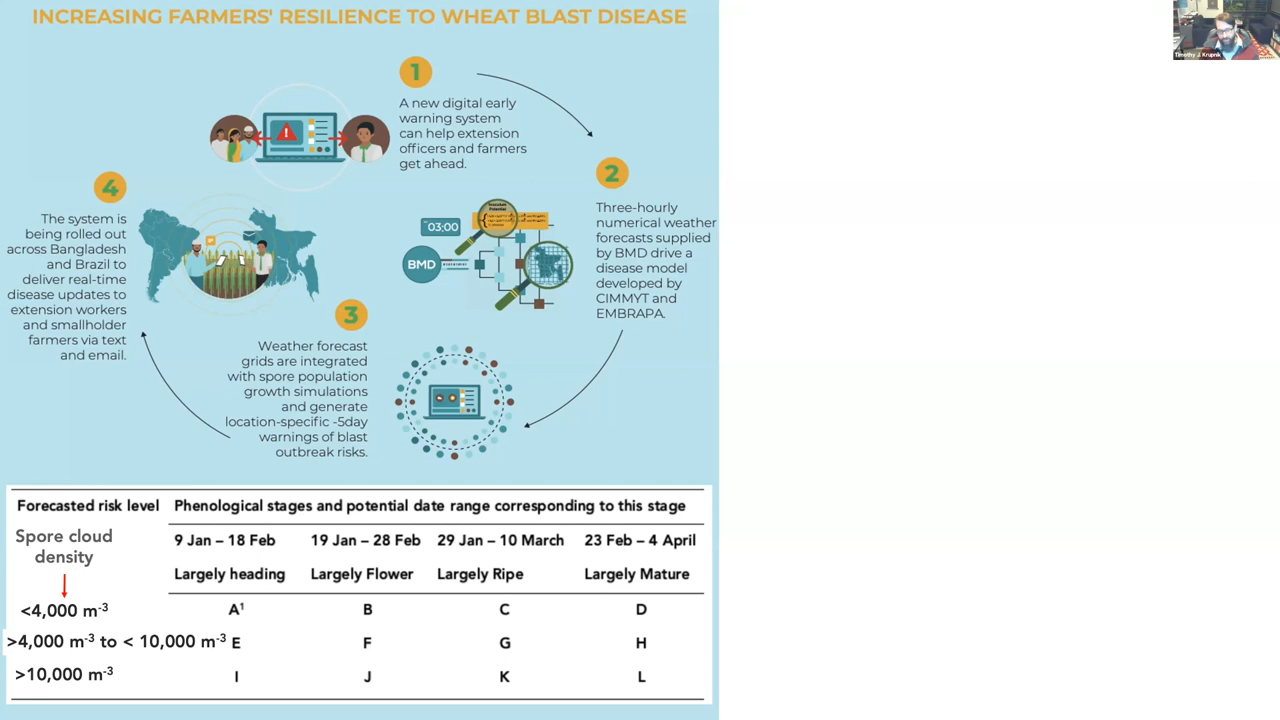 INCREASING FARMERS' RESILIENCE TO WHEAT BLAST DISEASE
Timothy J. Krupnik
1
A new digital early
warning system
can help extension
officers and farmers
get ahead.
2
Three-hourly
numerical weather
forecasts supplied
by BMD drive a
disease model
developed by
CIMMYT and
EMBRAPA.
03:00
Inoculum
Potential
BMD
3
Weather forecast
grids are integrated
with spore population
growth simulations
and generate
location-specific -5day
warnings of blast
outbreak risks.
4
The system is
being rolled out
across Bangladesh
and Brazil to
deliver real-time
disease updates to
extension workers
and smallholder
farmers via text
and email.
Forecasted risk level Phenological stages and potential date range corresponding to this stage
Spore cloud
density
9 Jan – 18 Feb 19 Jan – 28 Feb 29 Jan – 10 March 23 Feb – 4 April
Largely heading Largely Flower Largely Ripe Largely Mature
<4,000 m⁻³ A¹ B C D
>4,000 m⁻³ to < 10,000 m⁻³ E F G H
>10,000 m⁻³ I J K L